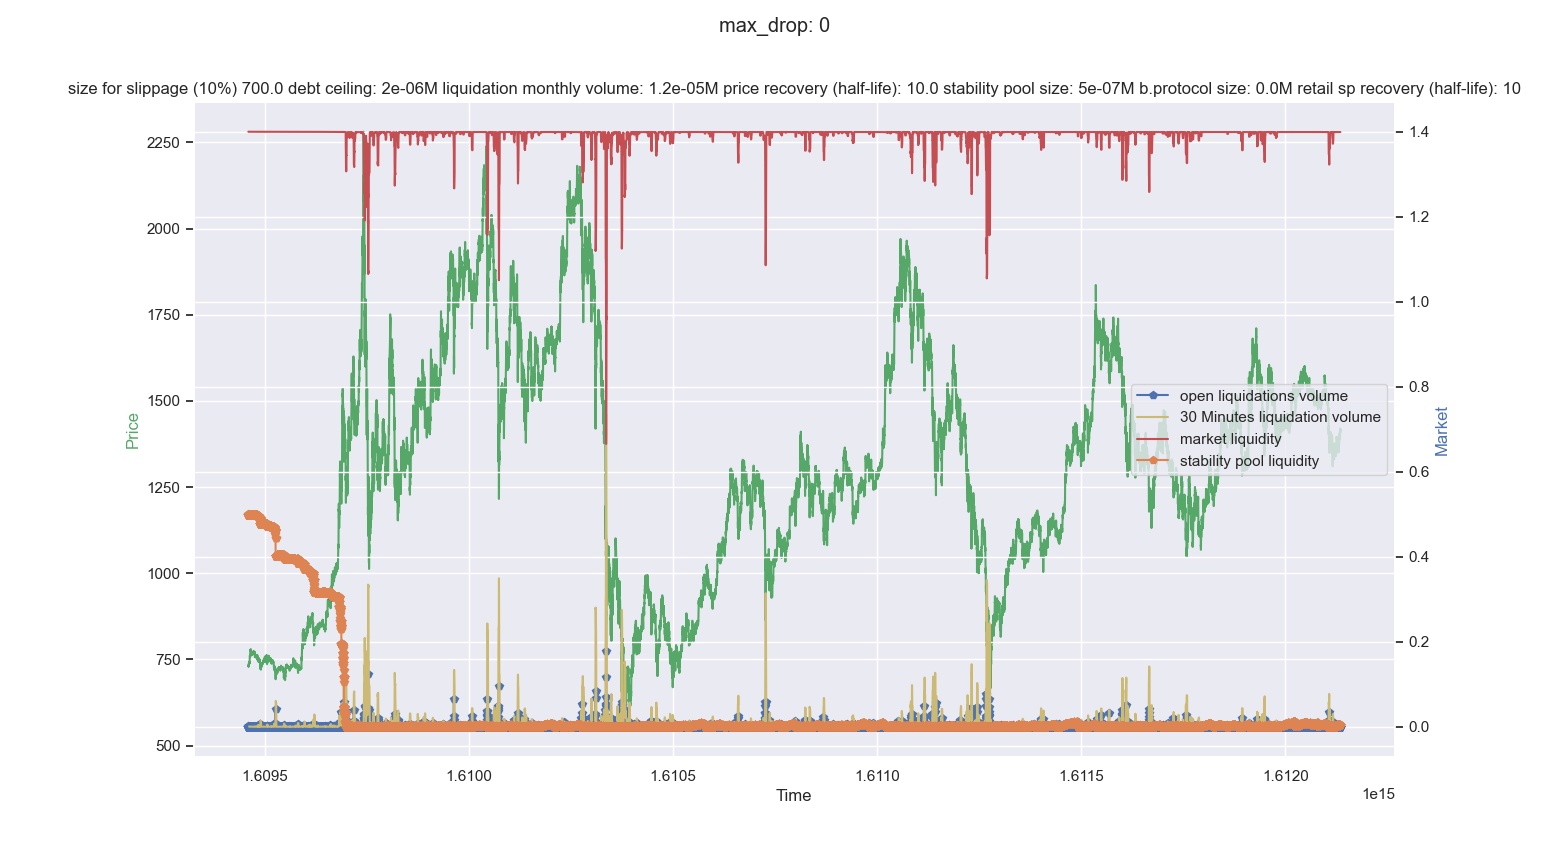 max_drop: 0
size for slippage (10%) 700.0 debt ceiling: 2e-06M liquidation monthly volume: 1.2e-05M price recovery (half-life): 10.0 stability pool size: 5e-07M b.protocol size: 0.0M retail sp recovery (half-life): 10
2250
2000
1750
1500
1250
1000
750
500
Price
1.4
1.2
1.0
0.8
0.6
0.4
0.2
0.0
Market
open liquidations volume
30 Minutes liquidation volume
market liquidity
stability pool liquidity
1.6095 1.6100 1.6105 1.6110 1.6115 1.6120
Time
1e15